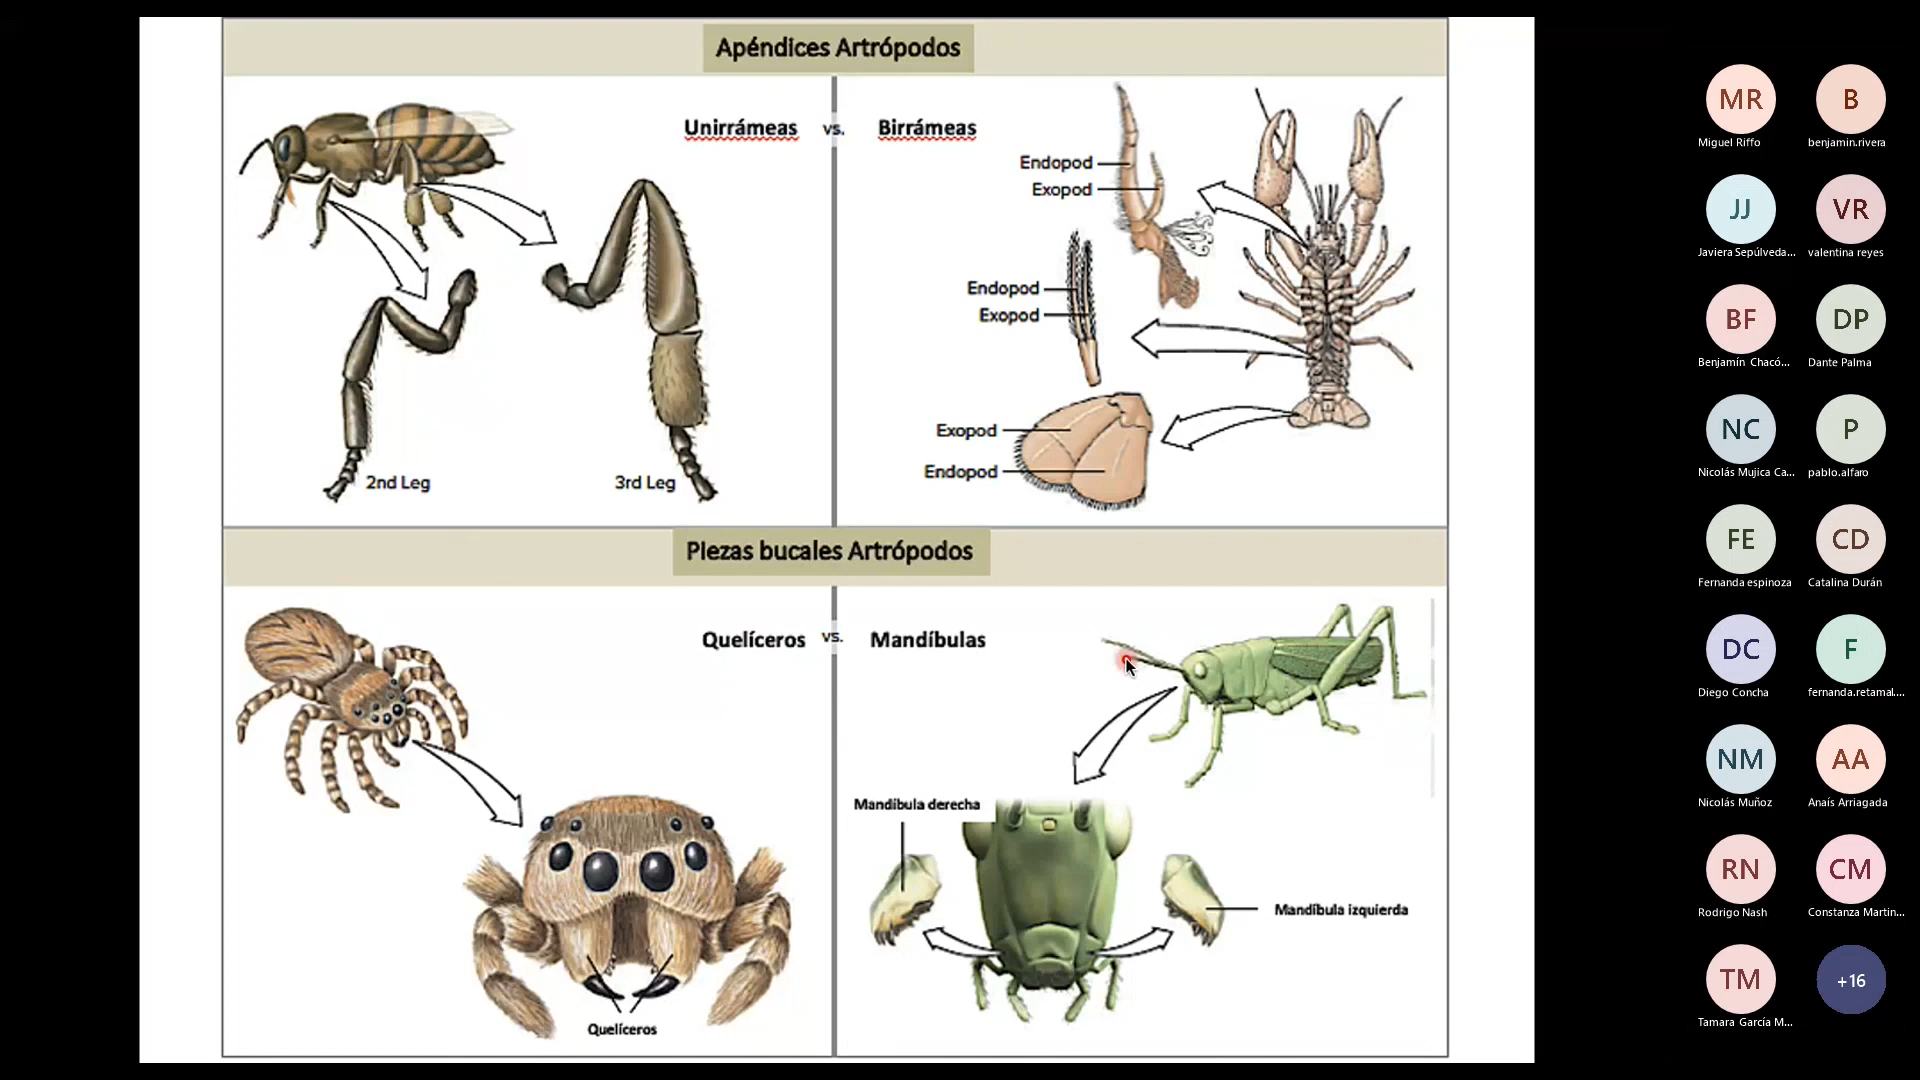 Apéndices Artrópodos
Unirrámeas vs. Birrámeas
Endopod
Exopod
Endopod
Exopod
Exopod
Endopod
2nd Leg
3rd Leg
Piezas bucales Artrópodos
Quelíceros vs. Mandíbulas
Mandíbula derecha
Mandíbula izquierda
Quelíceros
MR
Miguel Riffo
B
benjamin.rivera
JJ
Javiera Sepúlveda...
VR
valentina reyes
BF
Benjamín Chacó...
DP
Dante Palma
NC
Nicolás Mujica Ca...
P
pablo.alfaro
FE
Fernanda espinoza
CD
Catalina Durán
DC
Diego Concha
F
fernanda.retamal....
NM
Nicolás Muñoz
AA
Anaís Arriagada
RN
Rodrigo Nash
CM
Constanza Martin...
TM
Tamara García M...
+16